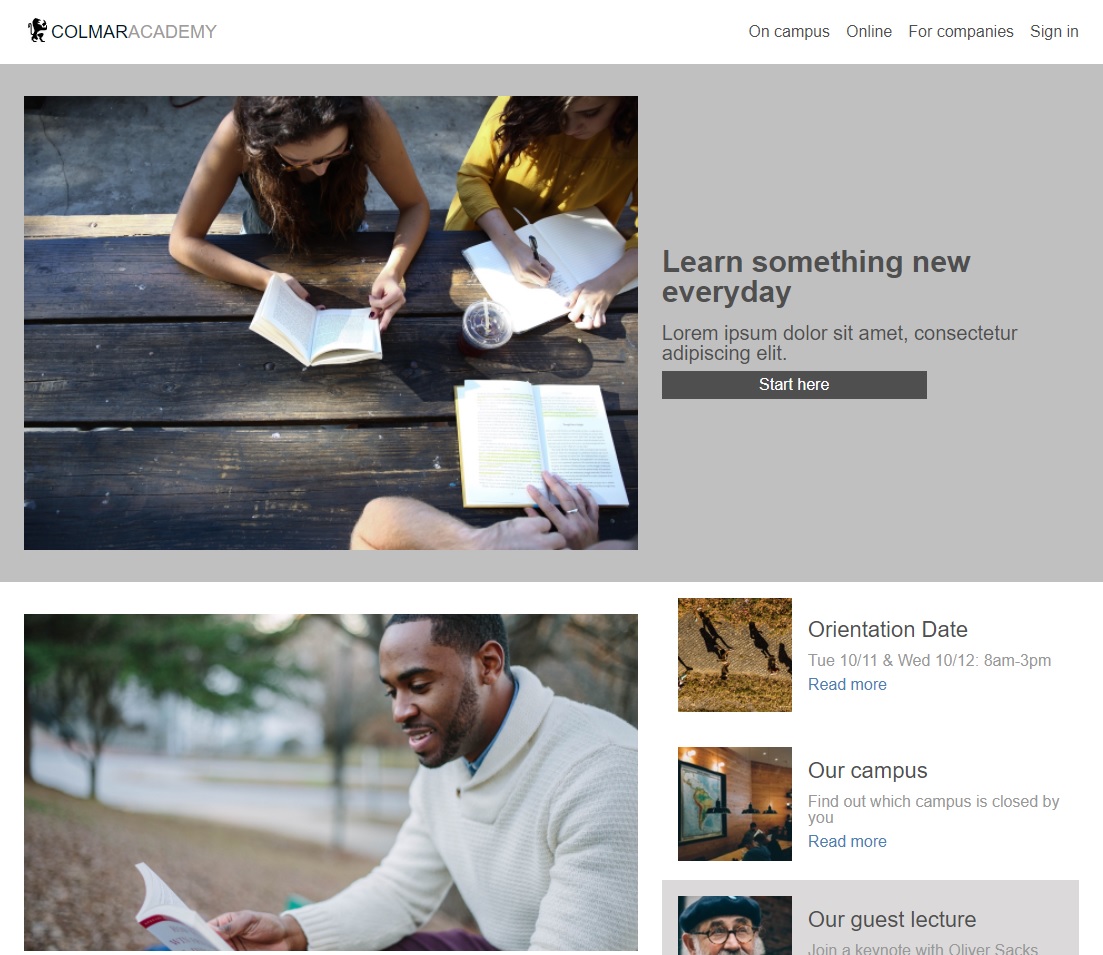 COLMARACADEMY
On campus Online For companies Sign in
Learn something new
everyday
Lorem ipsum dolor sit amet, consectetur
adipiscing elit.
Start here
Orientation Date
Tue 10/11 & Wed 10/12: 8am-3pm
Read more
Our campus
Find out which campus is closed by
you
Read more
Our guest lecture
Join a keynote with Oliver Sacks